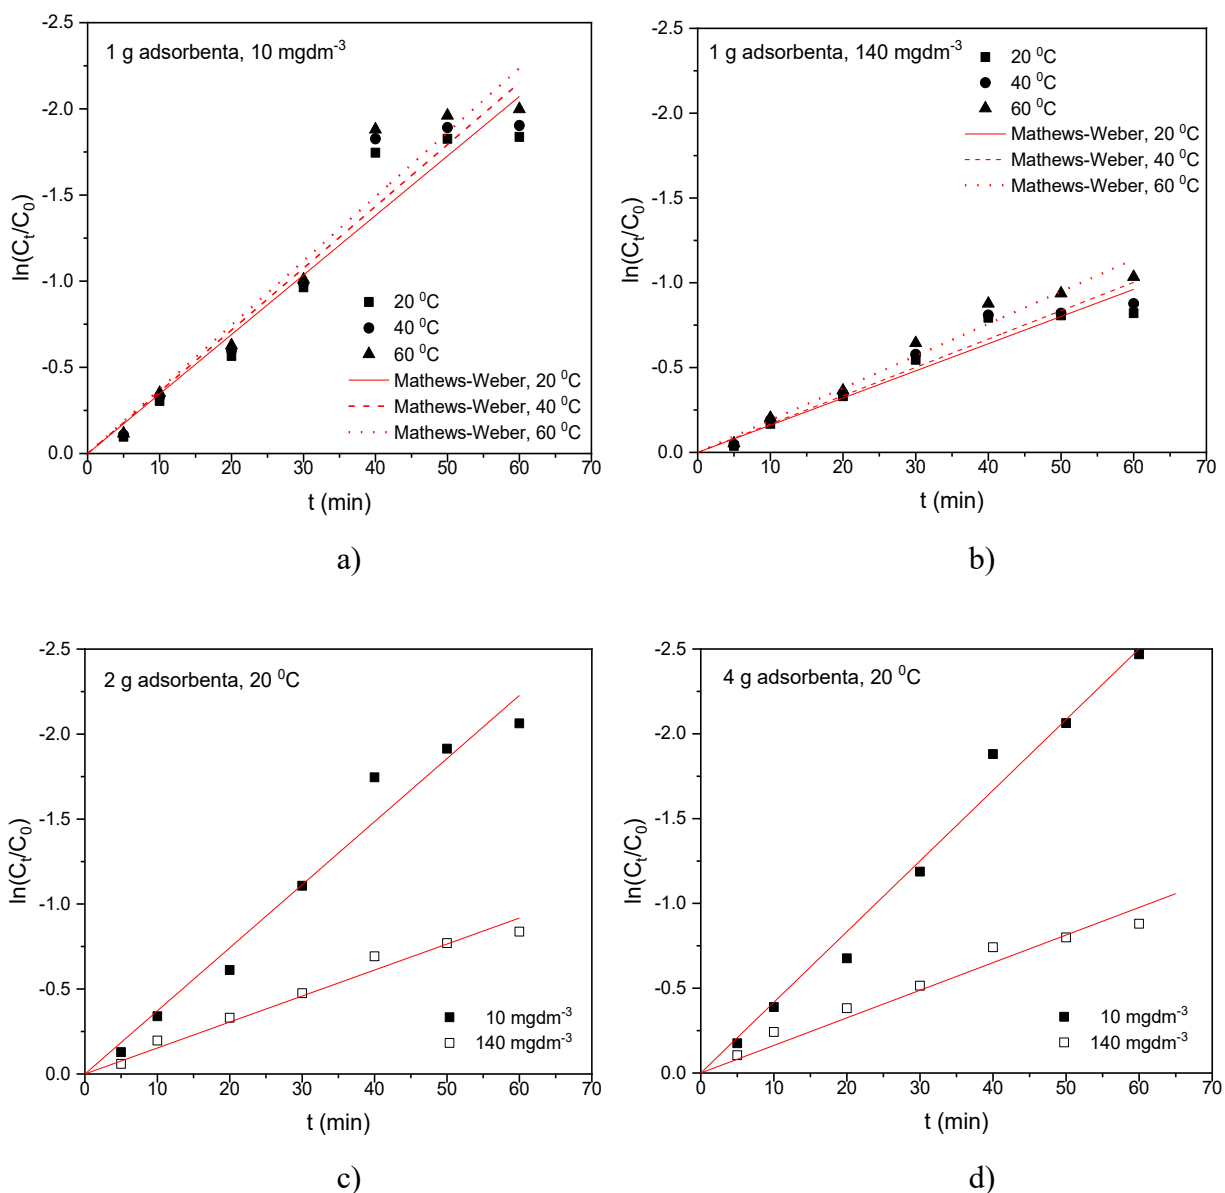 1 g adsorbenta, 10 mgdm⁻³
-2.5
-2.0
-1.5
-1.0
-0.5
0.0
ln(Cₜ/C₀)
20 ⁰C
40 ⁰C
60 ⁰C
Mathews-Weber, 20 ⁰C
Mathews-Weber, 40 ⁰C
Mathews-Weber, 60 ⁰C
0 10 20 30 40 50 60 70
t (min)
a)
1 g adsorbenta, 140 mgdm⁻³
-2.5
-2.0
-1.5
-1.0
-0.5
0.0
ln(Cₜ/C₀)
20 ⁰C
40 ⁰C
60 ⁰C
Mathews-Weber, 20 ⁰C
Mathews-Weber, 40 ⁰C
Mathews-Weber, 60 ⁰C
0 10 20 30 40 50 60 70
t (min)
b)
2 g adsorbenta, 20 ⁰C
-2.5
-2.0
-1.5
-1.0
-0.5
0.0
ln(Cₜ/C₀)
10 mgdm⁻³
140 mgdm⁻³
0 10 20 30 40 50 60 70
t (min)
c)
4 g adsorbenta, 20 ⁰C
-2.5
-2.0
-1.5
-1.0
-0.5
0.0
ln(Cₜ/C₀)
10 mgdm⁻³
140 mgdm⁻³
0 10 20 30 40 50 60 70
t (min)
d)